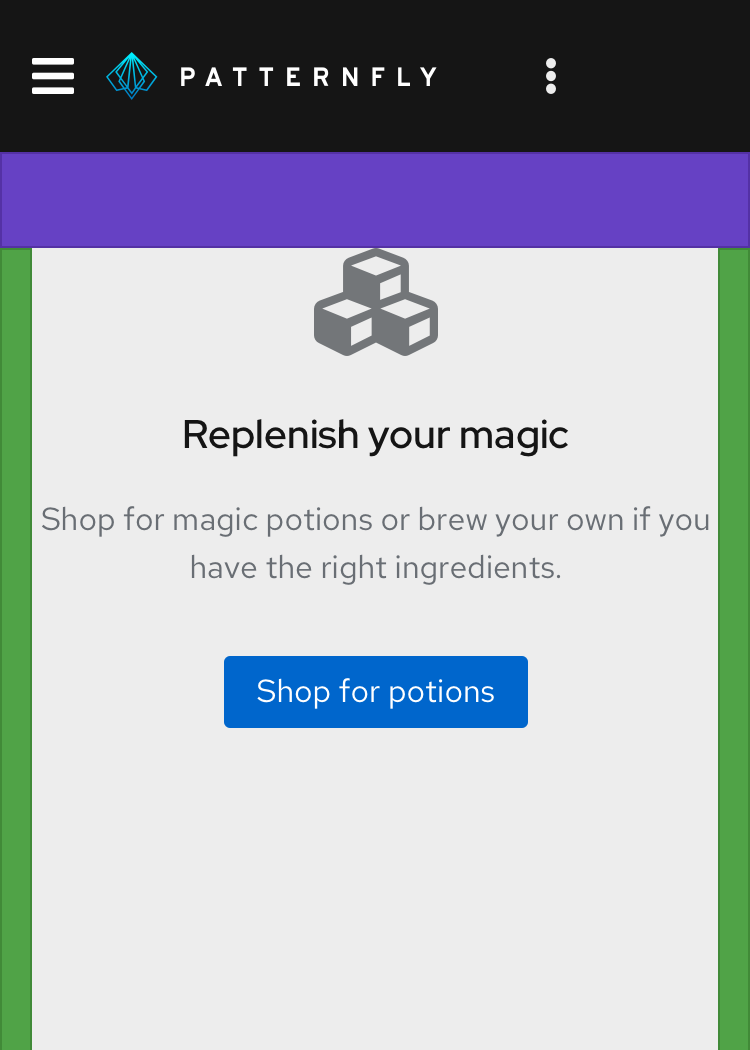 PATTERNFLY
Replenish your magic
Shop for magic potions or brew your own if you
have the right ingredients.
Shop for potions